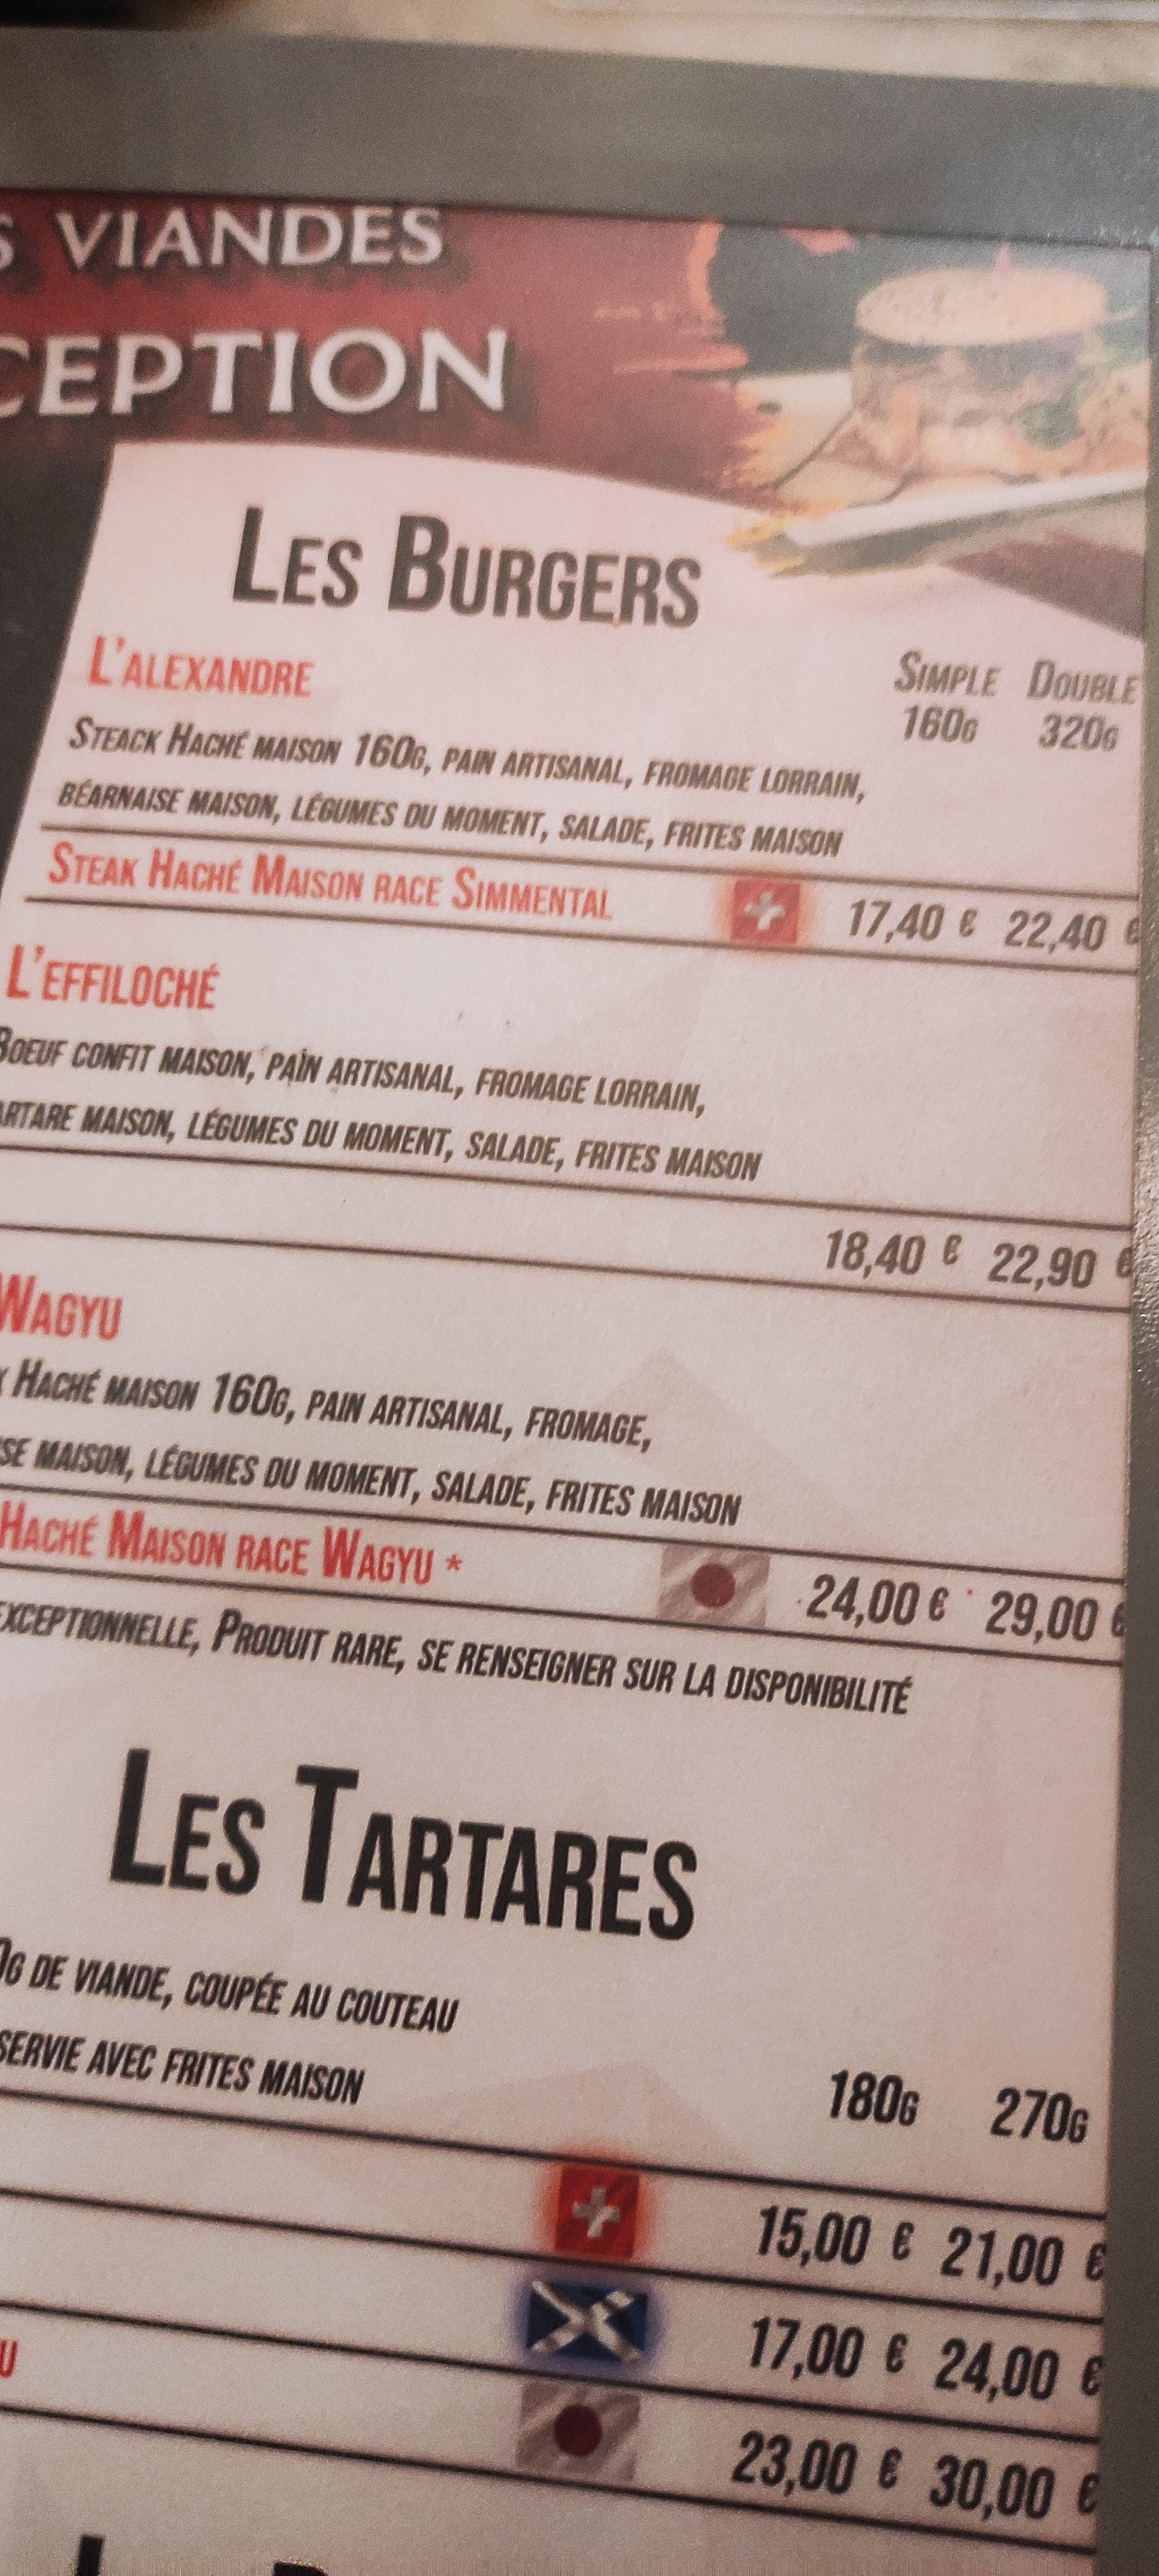 VIANDES
CEPTION
LES BURGERS
L'ALEXANDRE
SIMPLE DOUBLE
160G 320G
STEACK HACHÉ MAISON 160G, PAIN ARTISANAL, FROMAGE LORRAIN,
BÉARNAISE MAISON, LÉGUMES DU MOMENT, SALADE, FRITES MAISON
STEAK HACHÉ MAISON RACE SIMMENTAL 17,40 € 22,40 €
L'EFFILOCHÉ
BOEUF CONFIT MAISON, PAIN ARTISANAL, FROMAGE LORRAIN,
ARTARE MAISON, LÉGUMES DU MOMENT, SALADE, FRITES MAISON
18,40 € 22,90 €
WAGYU
HACHÉ MAISON 160G, PAIN ARTISANAL, FROMAGE,
SE MAISON, LÉGUMES DU MOMENT, SALADE, FRITES MAISON
HACHÉ MAISON RACE WAGYU * 24,00 € 29,00 €
EXCEPTIONNELLE, PRODUIT RARE, SE RENSEIGNER SUR LA DISPONIBILITÉ
LES TARTARES
0G DE VIANDE, COUPÉE AU COUTEAU
SERVIE AVEC FRITES MAISON
180G 270G
15,00 € 21,00 €
17,00 € 24,00 €
U 23,00 € 30,00 €